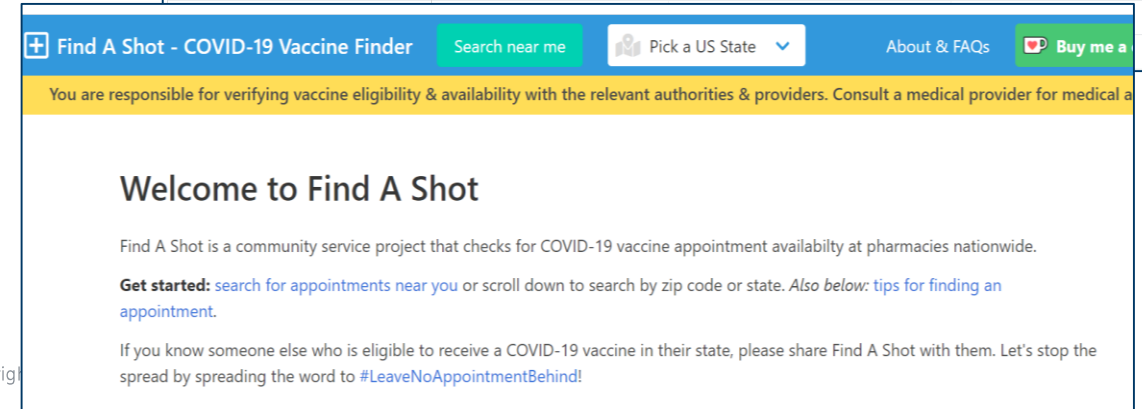 Find A Shot - COVID-19 Vaccine Finder Search near me Pick a US State About & FAQs Buy me a
You are responsible for verifying vaccine eligibility & availability with the relevant authorities & providers. Consult a medical provider for medical a
Welcome to Find A Shot
Find A Shot is a community service project that checks for COVID-19 vaccine appointment availabilty at pharmacies nationwide.
Get started: search for appointments near you or scroll down to search by zip code or state. Also below: tips for finding an
appointment.
If you know someone else who is eligible to receive a COVID-19 vaccine in their state, please share Find A Shot with them. Let's stop the
spread by spreading the word to #LeaveNoAppointmentBehind!